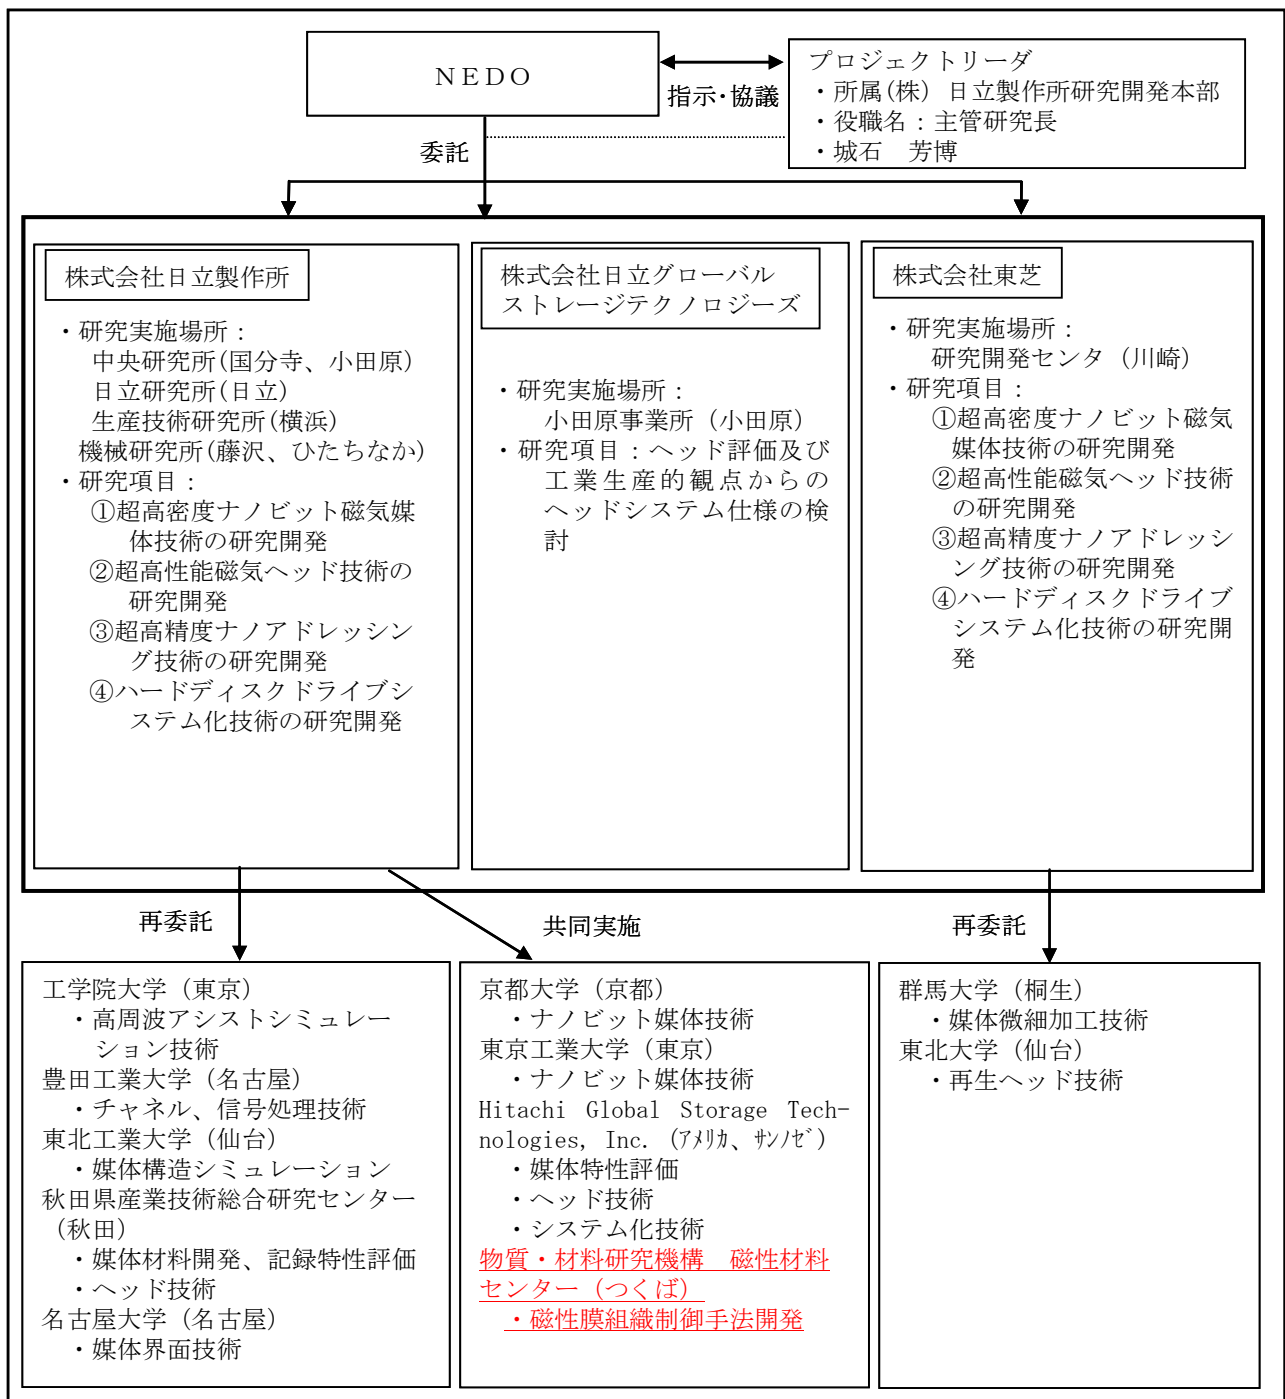 NEDO
指示・協議
プロジェクトリーダ
・所属(株) 日立製作所研究開発本部
・役職名：主管研究長
・城石　芳博
委託
株式会社日立製作所
・研究実施場所：
中央研究所(国分寺、小田原)
日立研究所(日立)
生産技術研究所(横浜)
機械研究所(藤沢、ひたちなか)
・研究項目：
①超高密度ナノビット磁気媒
体技術の研究開発
②超高性能磁気ヘッド技術の
研究開発
③超高精度ナノアドレッシン
グ技術の研究開発
④ハードディスクドライブシ
ステム化技術の研究開発
株式会社日立グローバル
ストレージテクノロジーズ
・研究実施場所：
小田原事業所（小田原）
・研究項目：ヘッド評価及び
工業生産的観点からの
ヘッドシステム仕様の検
討
株式会社東芝
・研究実施場所：
研究開発センタ（川崎）
・研究項目：
①超高密度ナノビット磁気
媒体技術の研究開発
②超高性能磁気ヘッド技術
の研究開発
③超高精度ナノアドレッシ
ング技術の研究開発
④ハードディスクドライブ
システム化技術の研究開
発
再委託
共同実施
再委託
工学院大学（東京）
・高周波アシストシミュレー
ション技術
豊田工業大学（名古屋）
・チャネル、信号処理技術
東北工業大学（仙台）
・媒体構造シミュレーション
秋田県産業技術総合研究センター
（秋田）
・媒体材料開発、記録特性評価
・ヘッド技術
名古屋大学（名古屋）
・媒体界面技術
京都大学（京都）
・ナノビット媒体技術
東京工業大学（東京）
・ナノビット媒体技術
Hitachi Global Storage Tech-
nologies, Inc.（ｱﾒﾘｶ、ｻﾝﾉｾﾞ）
・媒体特性評価
・ヘッド技術
・システム化技術
物質・材料研究機構　磁性材料
センター（つくば）
・磁性膜組織制御手法開発
群馬大学（桐生）
・媒体微細加工技術
東北大学（仙台）
・再生ヘッド技術